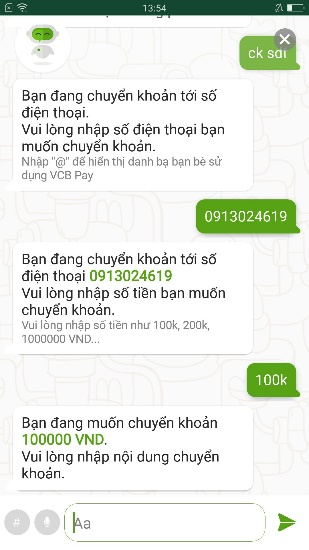 13:54
ck sđt
Bạn đang chuyển khoản tới số
điện thoại.
Vui lòng nhập số điện thoại bạn
muốn chuyển khoản.
Nhập "@" để hiển thị danh bạ bạn bè sử
dụng VCB Pay
0913024619
Bạn đang chuyển khoản tới số
điện thoại 0913024619
Vui lòng nhập số tiền bạn muốn
chuyển khoản.
Vui lòng nhập số tiền như 100k, 200k,
1000000 VND...
100k
Bạn đang muốn chuyển khoản
100000 VND.
Vui lòng nhập nội dung chuyển
khoản.
#
Aa